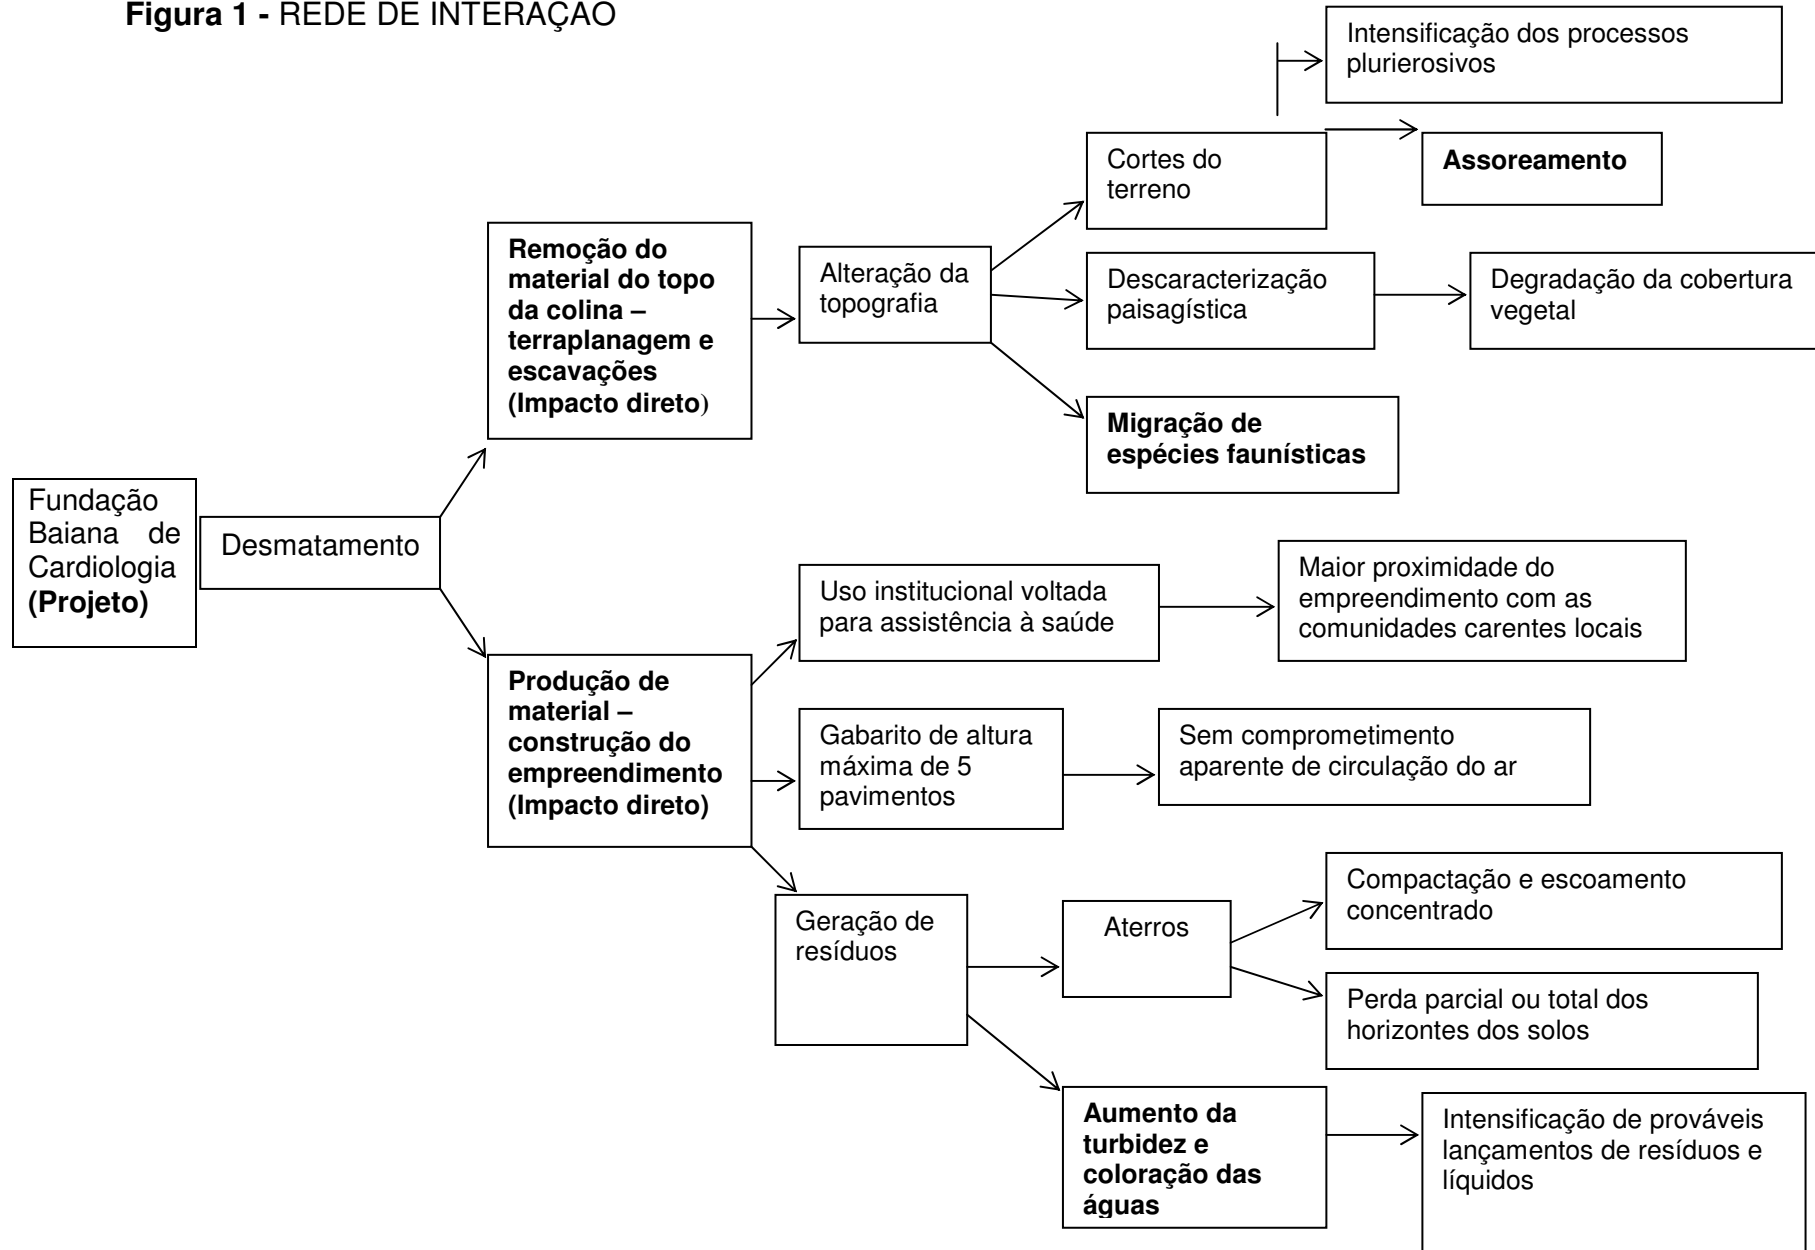 Figura 1 - REDE DE INTERAÇÃO
Intensificação dos processos
plurierosivos
Cortes do
terreno
Assoreamento
Remoção do
material do topo
da colina –
terraplanagem e
escavações
(Impacto direto)
Alteração da
topografia
Descaracterização
paisagística
Degradação da cobertura
vegetal
Migração de
espécies faunísticas
Fundação
Baiana de
Cardiologia
(Projeto)
Desmatamento
Uso institucional voltada
para assistência à saúde
Maior proximidade do
empreendimento com as
comunidades carentes locais
Produção de
material –
construção do
empreendimento
(Impacto direto)
Gabarito de altura
máxima de 5
pavimentos
Sem comprometimento
aparente de circulação do ar
Geração de
resíduos
Aterros
Compactação e escoamento
concentrado
Perda parcial ou total dos
horizontes dos solos
Aumento da
turbidez e
coloração das
águas
Intensificação de prováveis
lançamentos de resíduos e
líquidos